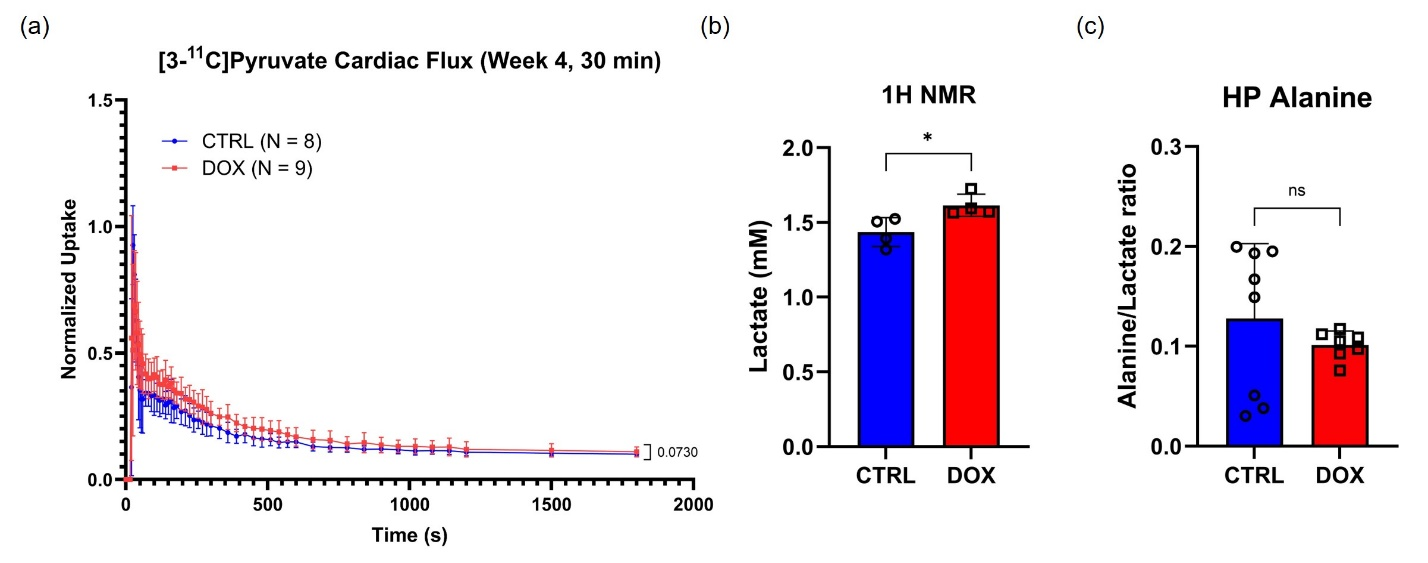 (a)
[3-¹¹C]Pyruvate Cardiac Flux (Week 4, 30 min)
1.5
1.0
0.5
0.0
Normalized Uptake
CTRL (N = 8)
DOX (N = 9)
0.0730
0 500 1000 1500 2000
Time (s)
(b)
1H NMR
*
2.0
1.5
1.0
0.5
0.0
Lactate (mM)
CTRL DOX
(c)
HP Alanine
ns
0.3
0.2
0.1
0.0
Alanine/Lactate ratio
CTRL DOX